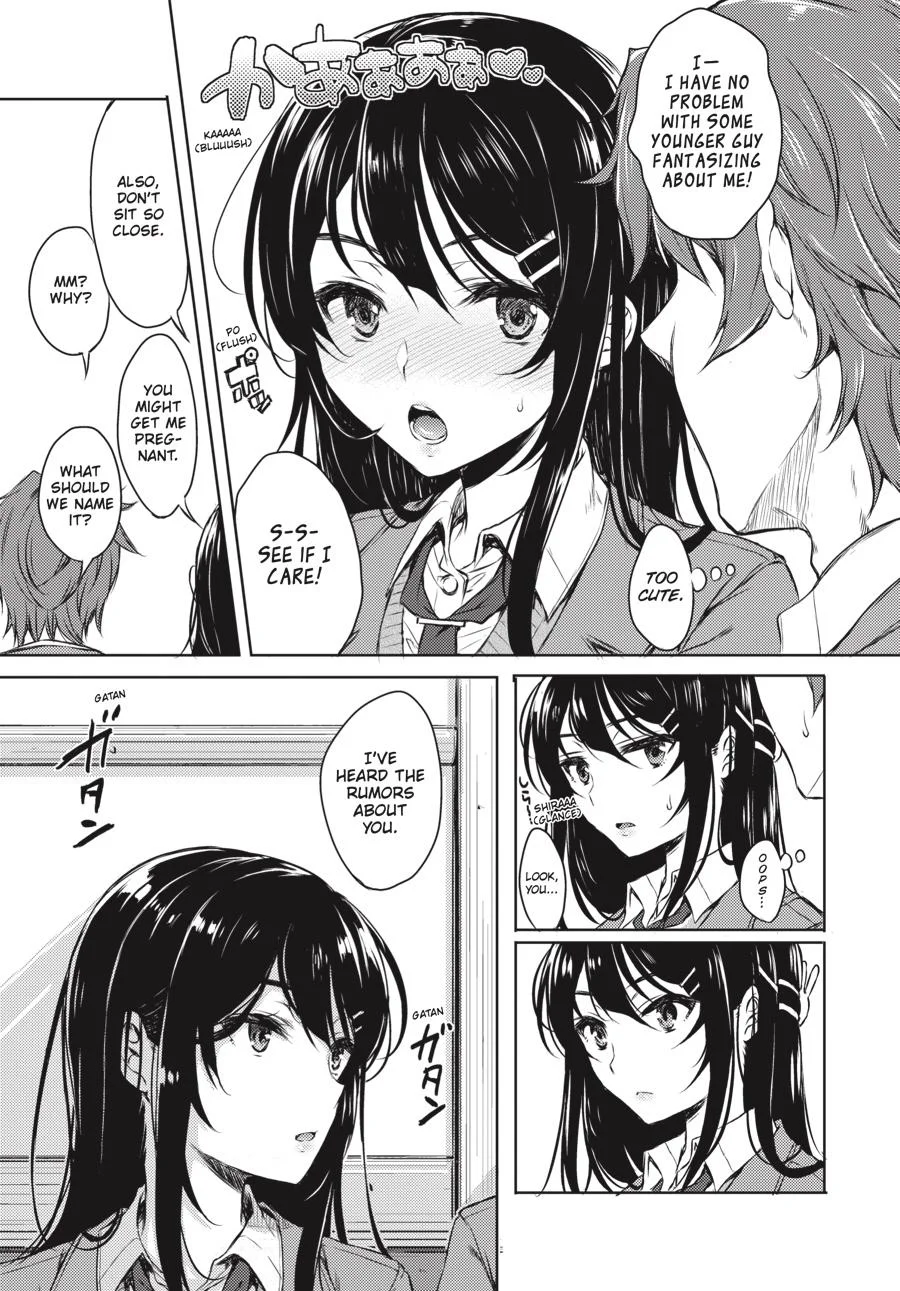 I—
I HAVE NO
PROBLEM
WITH SOME
YOUNGER GUY
FANTASIZING
ABOUT ME!
かあぁぁぁぁ♡
KAAAAA
(BLUUUSH)
PO
(FLUSH)
ポッ
S-S-
SEE IF I
CARE!
TOO
CUTE.
ALSO,
DON'T
SIT SO
CLOSE.
MM?
WHY?
YOU
MIGHT
GET ME
PREG-
NANT.
WHAT
SHOULD
WE NAME
IT?
SHIRAAA
(GLANCE)
OOPS...
LOOK,
YOU...
GATAN
ガタン
I'VE
HEARD THE
RUMORS
ABOUT
YOU.
GATAN
ガタン